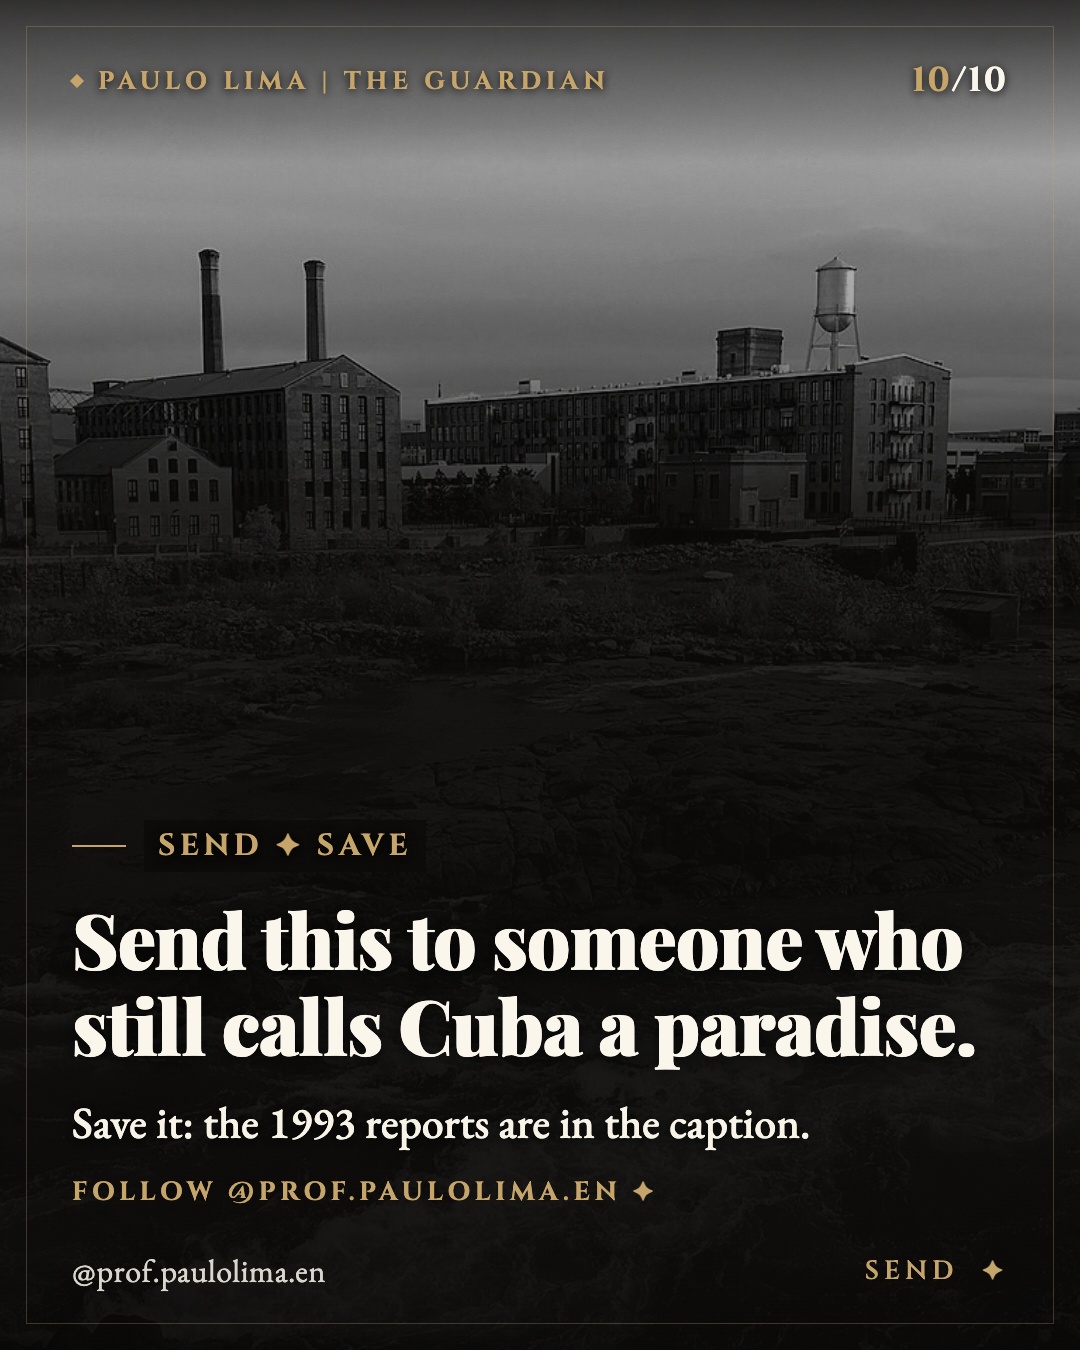 ◆ PAULO LIMA | THE GUARDIAN
10/10
SEND ✦ SAVE
Send this to someone who
still calls Cuba a paradise.
Save it: the 1993 reports are in the caption.
FOLLOW @PROF.PAULOLIMA.EN ✦
@prof.paulolima.en
SEND ✦